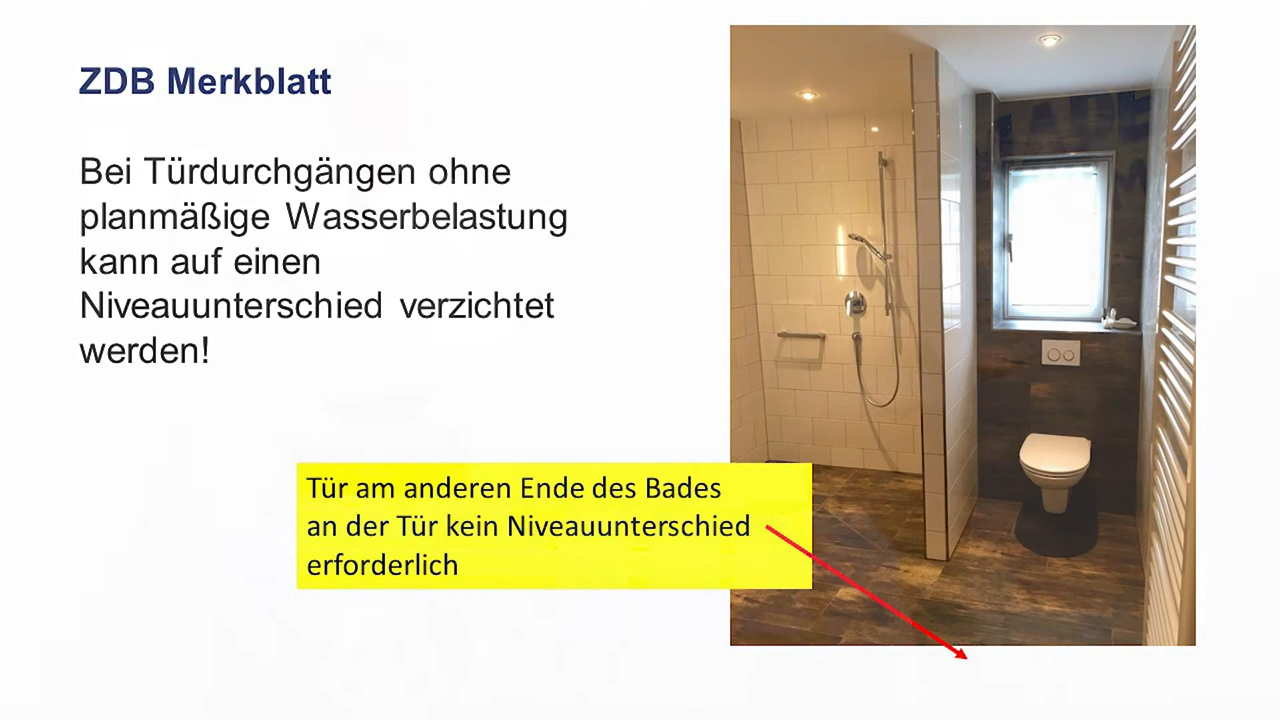 ZDB Merkblatt
Bei Türdurchgängen ohne
planmäßige Wasserbelastung
kann auf einen
Niveauunterschied verzichtet
werden!
Tür am anderen Ende des Bades
an der Tür kein Niveauunterschied
erforderlich